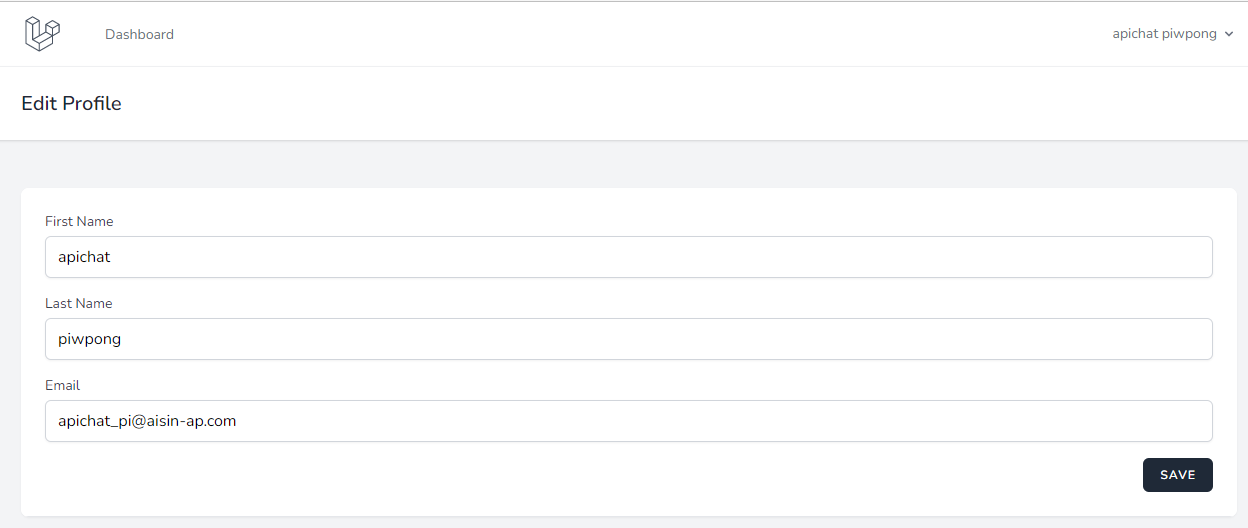 Dashboard
apichat piwpong
Edit Profile
First Name
apichat
Last Name
piwpong
Email
apichat_pi@aisin-ap.com
SAVE